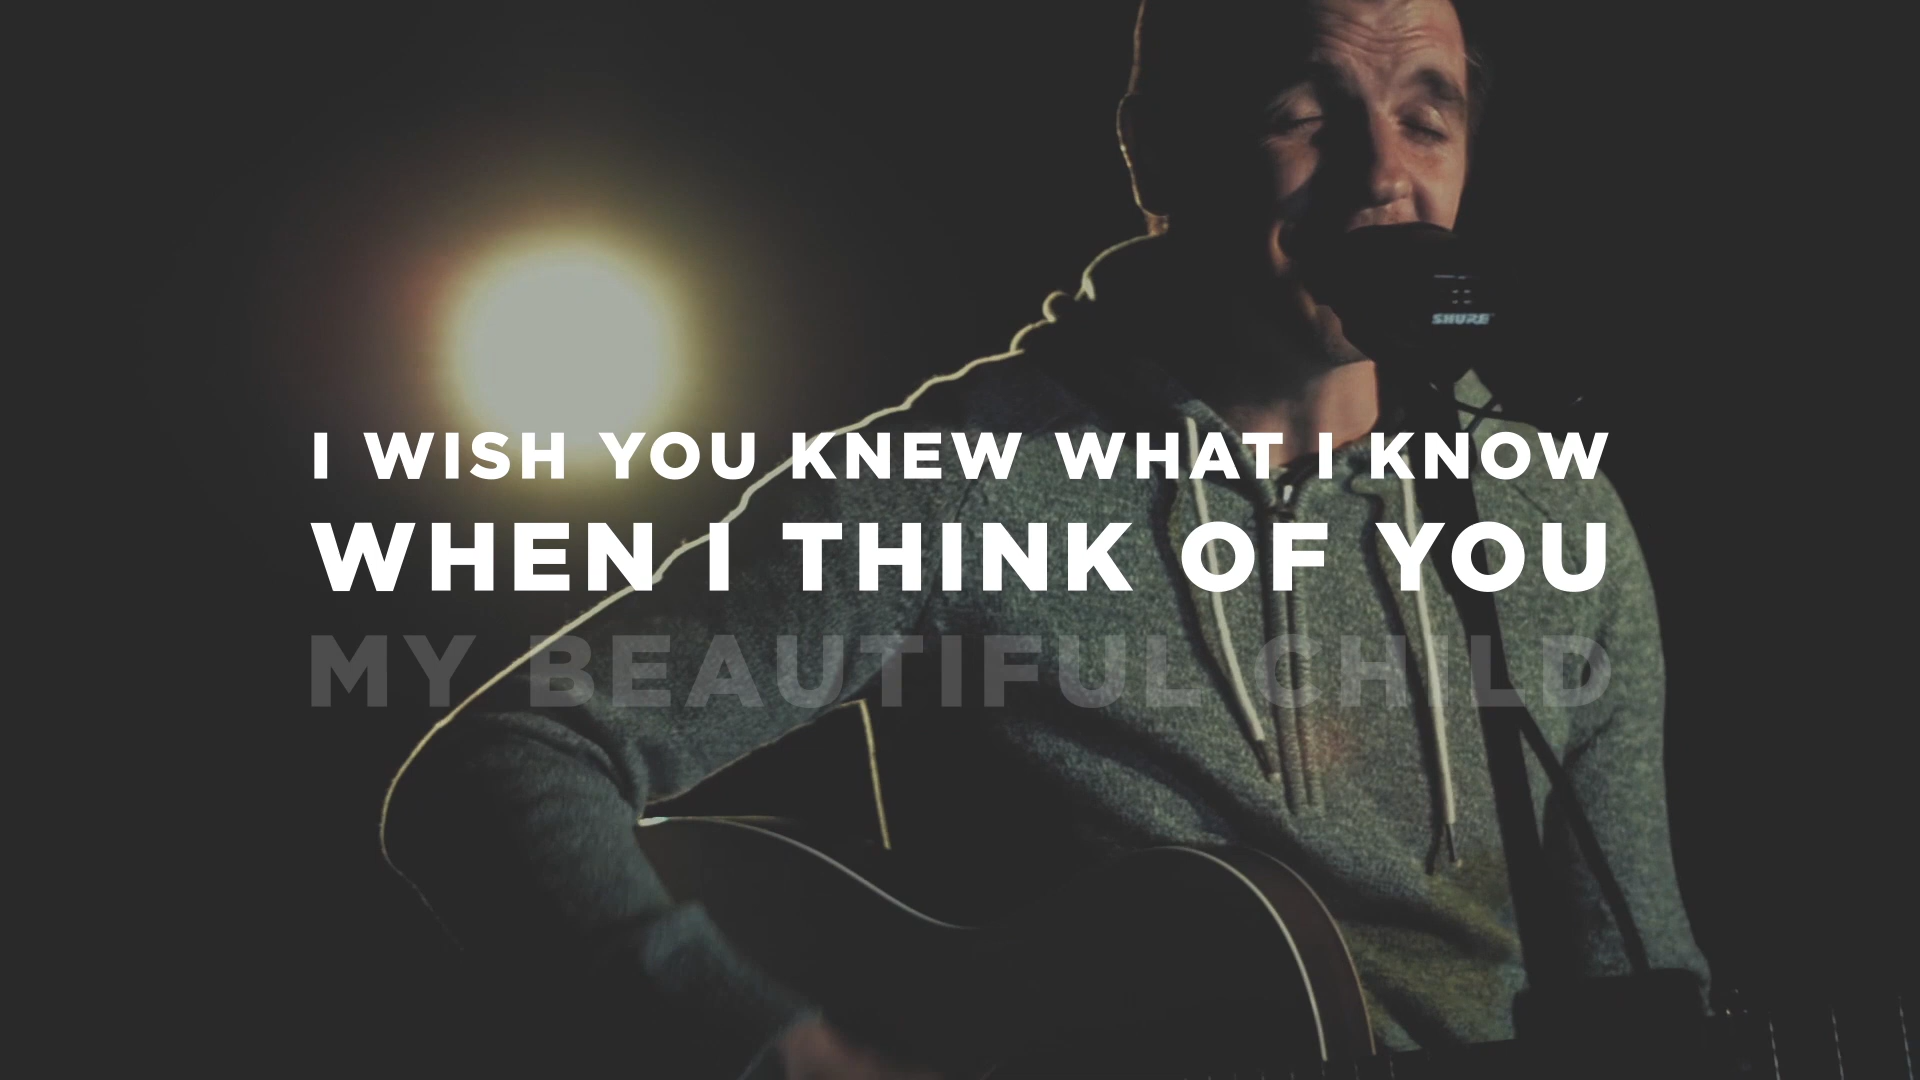 SHURE
I WISH YOU KNEW WHAT I KNOW
WHEN I THINK OF YOU
MY BEAUTIFUL CHILD